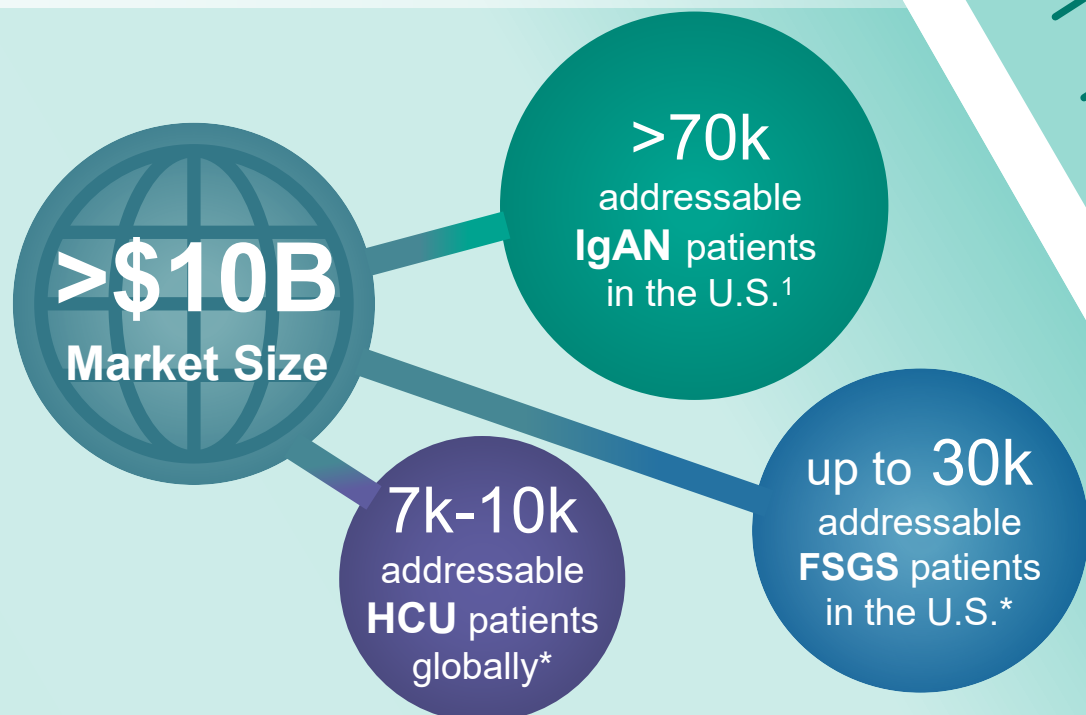 >$10B
Market Size
>70k
addressable
IgAN patients
in the U.S.¹
up to 30k
addressable
FSGS patients
in the U.S.*
7k-10k
addressable
HCU patients
globally*